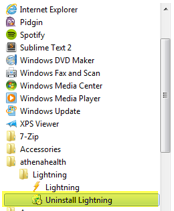 Internet Explorer
Pidgin
Spotify
Sublime Text 2
Windows DVD Maker
Windows Fax and Scan
Windows Media Center
Windows Media Player
Windows Update
XPS Viewer
7-Zip
Accessories
athenahealth
Lightning
Lightning
Uninstall Lightning